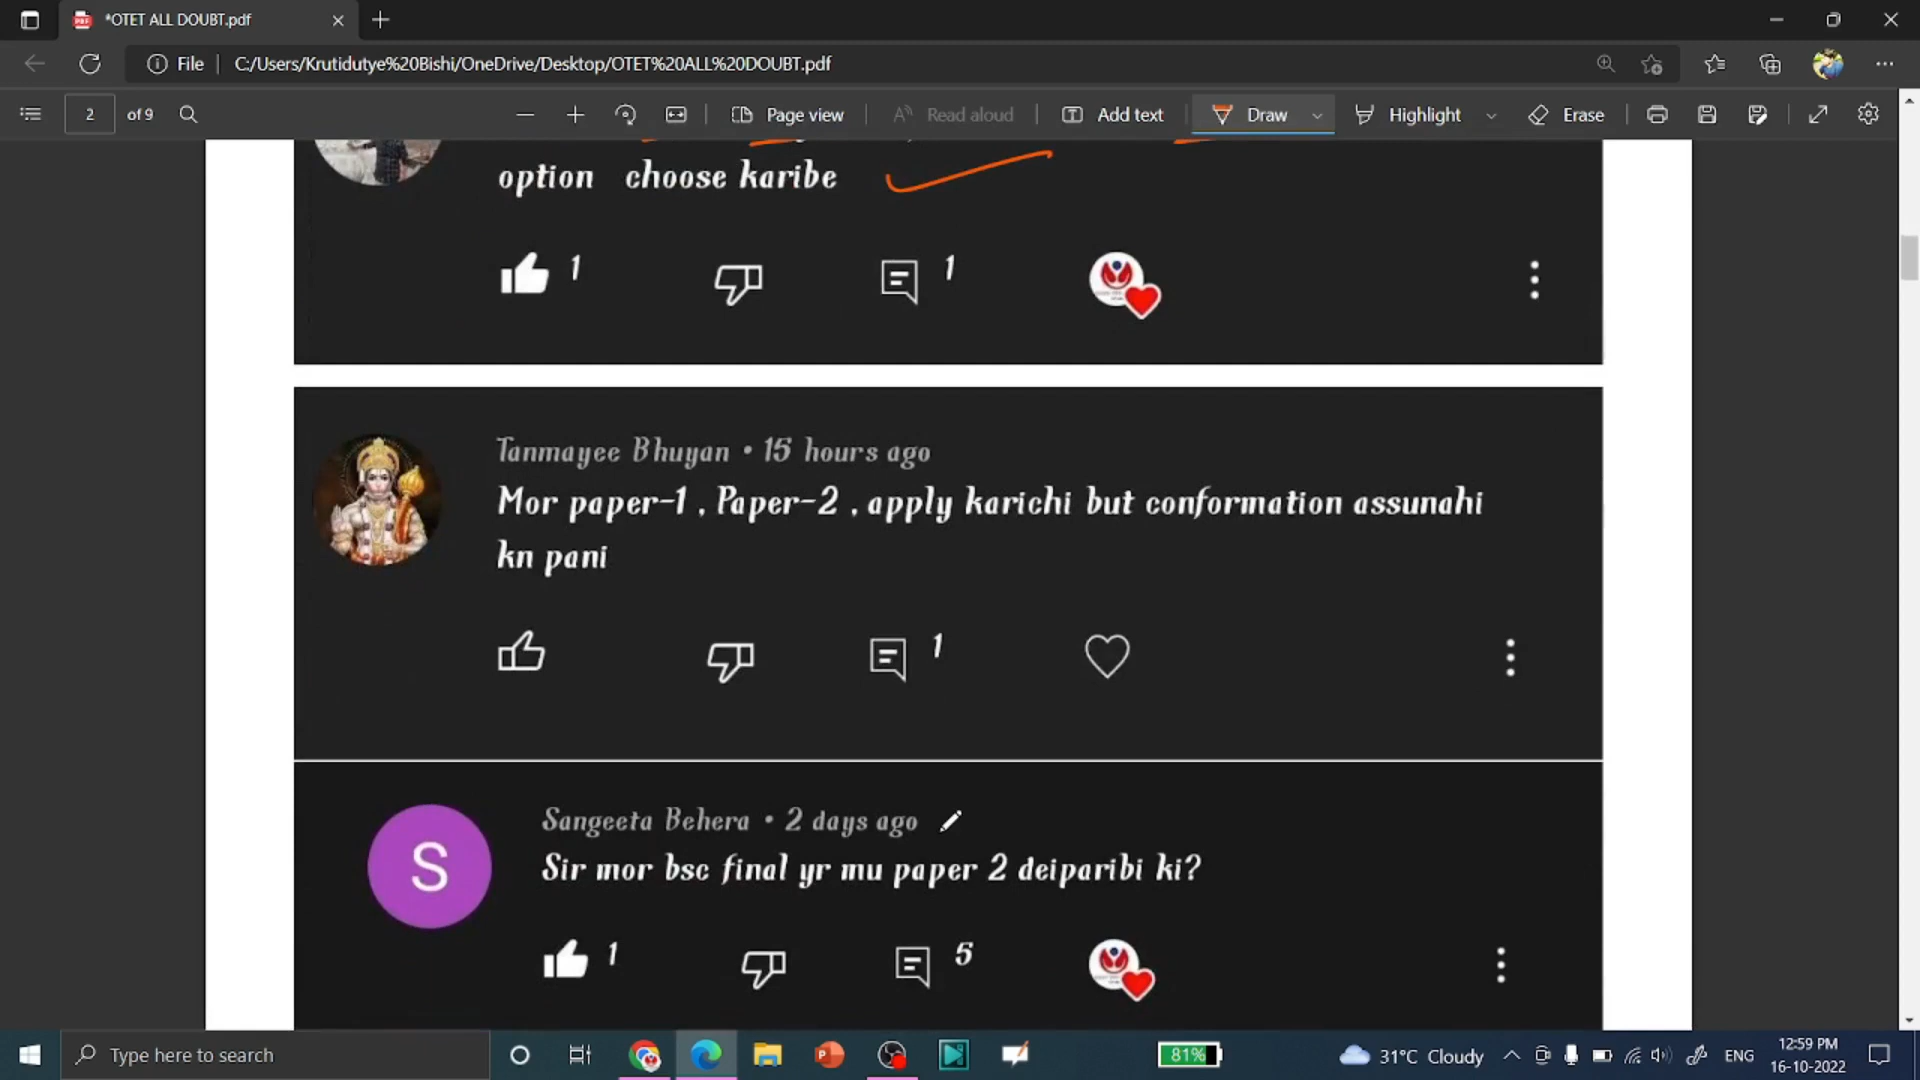 *OTET ALL DOUBT.pdf
File C:/Users/Krutidutye%20Bishi/OneDrive/Desktop/OTET%20ALL%20DOUBT.pdf
2 of 9 Page view Read aloud Add text Draw Highlight Erase
option choose karibe
1 1
Tanmayee Bhuyan • 15 hours ago
Mor paper-1 , Paper-2 , apply karichi but conformation assunahi
kn pani
1
S
Sangeeta Behera • 2 days ago
Sir mor bsc final yr mu paper 2 deiparibi ki?
1 5
Type here to search 81% 31°C Cloudy ENG 12:59 PM
16-10-2022